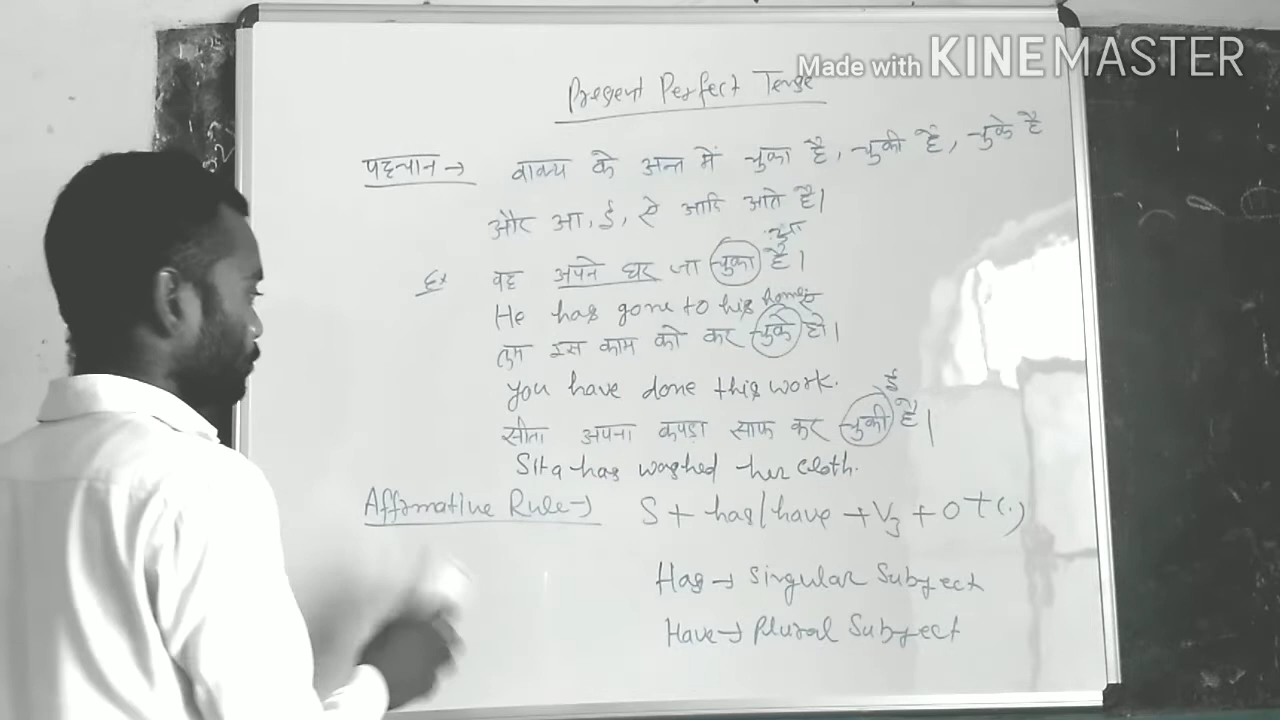 Made with KINEMASTER
Present Perfect Tense
पहचान → वाक्य के अन्त में चुका है, चुकी है, चुके है
और आ, ई, ऐ आदि आते है।
आ
Ex वह अपने घर जा चुका है।
He has gone to his home
तुम इस काम को कर चुके हो।
you have done this work.
ई
सीता अपना कपड़ा साफ कर चुकी है।
Sita has washed her cloth.
Affirmative Rule → S + has/have + V3 + O + (.)
Has → Singular Subject
Have → Plural Subject